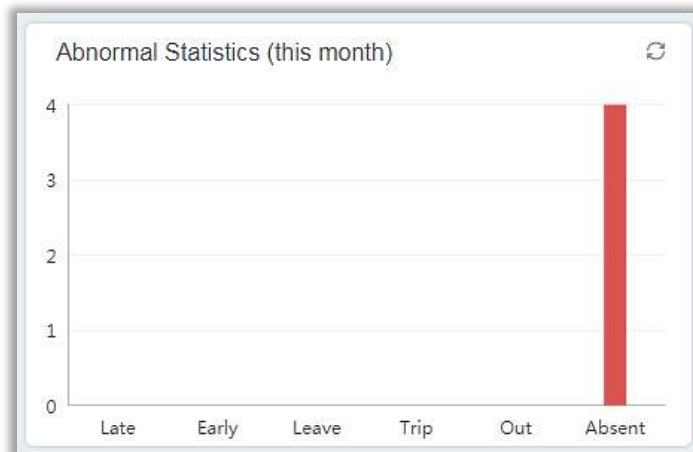 Abnormal Statistics (this month)
4
3
2
1
0
Late Early Leave Trip Out Absent